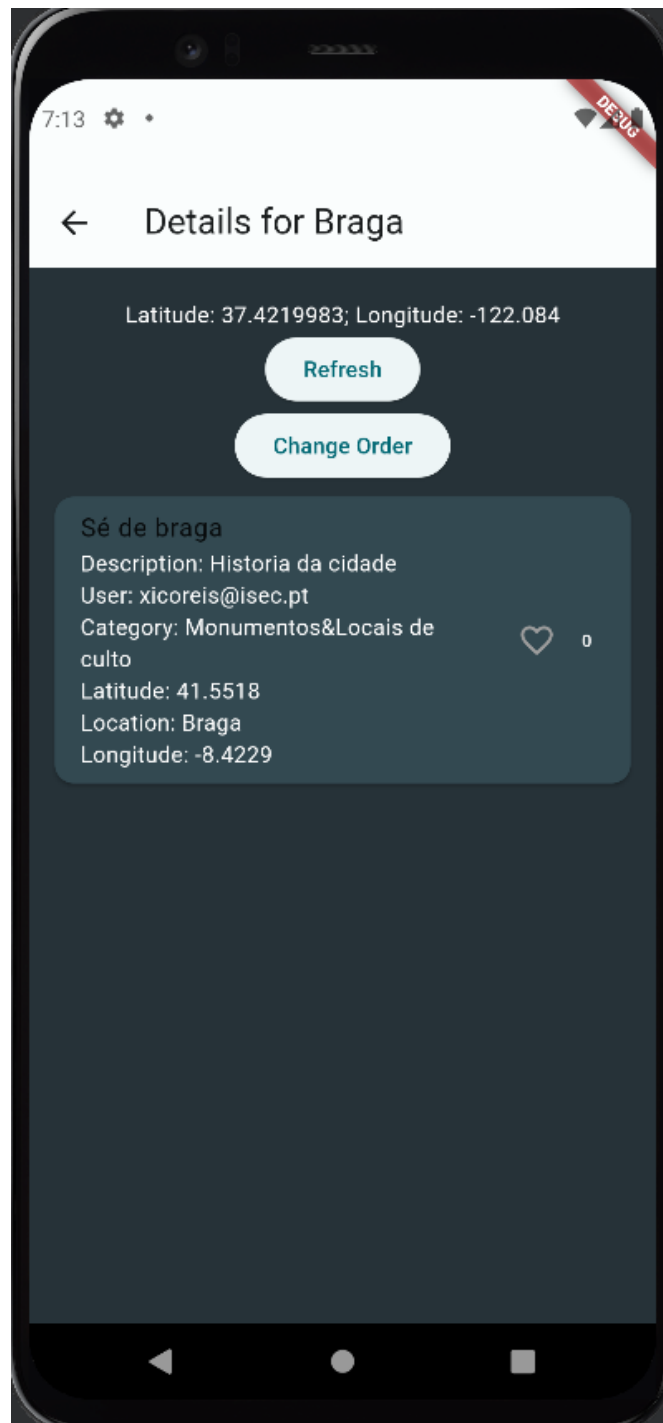 7:13
DEBUG
Details for Braga
Latitude: 37.4219983; Longitude: -122.084
Refresh
Change Order
Sé de braga
Description: Historia da cidade
User: xicoreis@isec.pt
Category: Monumentos&Locais de
culto
0
Latitude: 41.5518
Location: Braga
Longitude: -8.4229